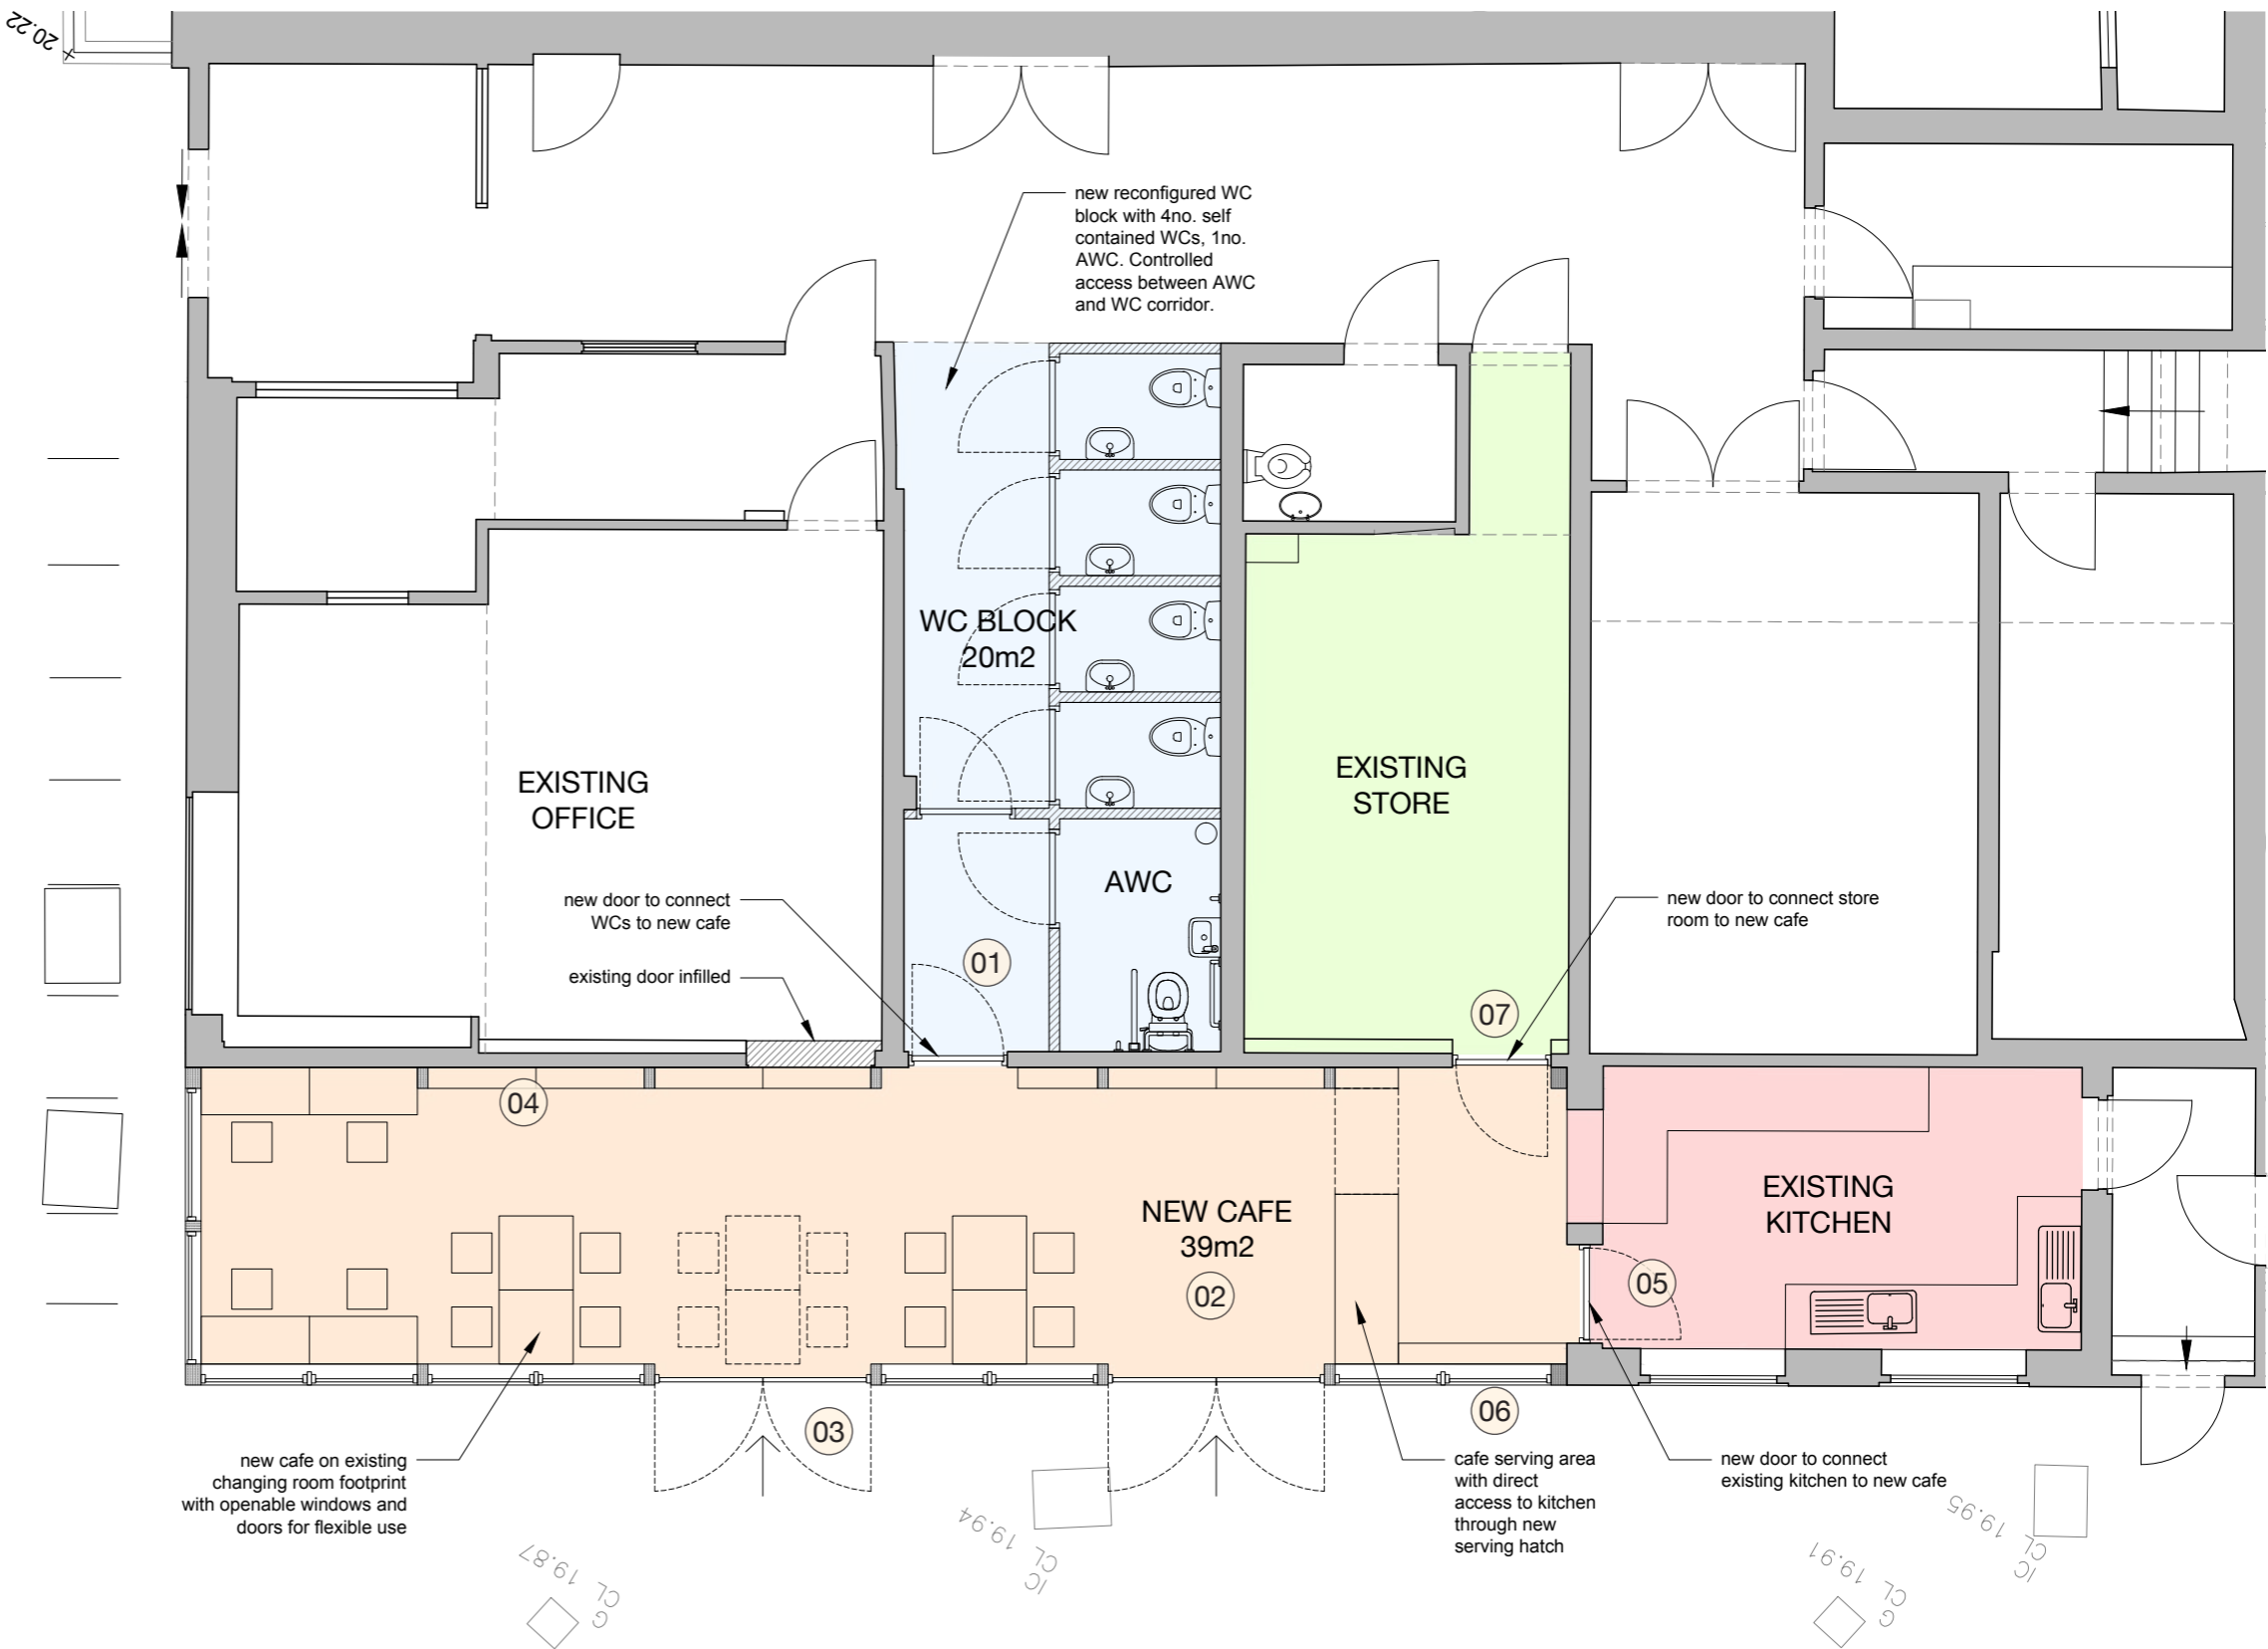 20.22
new reconfigured WC
block with 4no. self
contained WCs, 1no.
AWC. Controlled
access between AWC
and WC corridor.
WC BLOCK
20m2
EXISTING
OFFICE
EXISTING
STORE
AWC
new door to connect
WCs to new cafe
existing door infilled
new door to connect store
room to new cafe
01
07
04
NEW CAFE
39m2
02
EXISTING
KITCHEN
05
03
06
new cafe on existing
changing room footprint
with openable windows and
doors for flexible use
cafe serving area
with direct
access to kitchen
through new
serving hatch
new door to connect
existing kitchen to new cafe
G
CL 19.87
IC
CL 19.94
G
CL 19.91
IC
CL 19.95